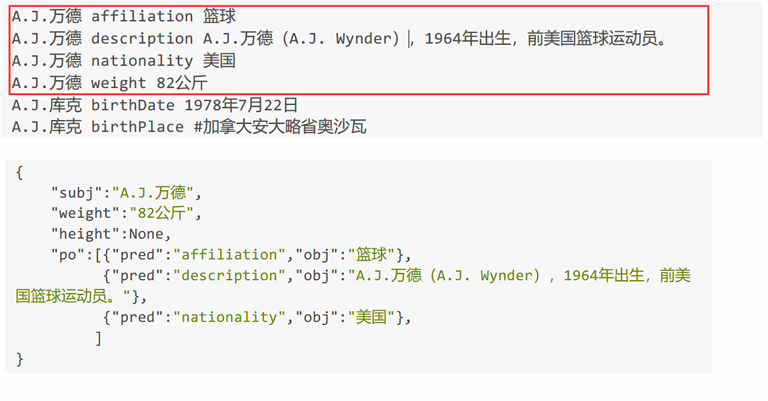 A.J.万德 affiliation 篮球
A.J.万德 description A.J.万德（A.J. Wynder），1964年出生，前美国篮球运动员。
A.J.万德 nationality 美国
A.J.万德 weight 82公斤
A.J.库克 birthDate 1978年7月22日
A.J.库克 birthPlace #加拿大安大略省奥沙瓦
{
    "subj":"A.J.万德",
    "weight":"82公斤",
    "height":None,
    "po":[{"pred":"affiliation","obj":"篮球"},
          {"pred":"description","obj":"A.J.万德（A.J. Wynder），1964年出生，前美
国篮球运动员。"},
          {"pred":"nationality","obj":"美国"},
         ]
}